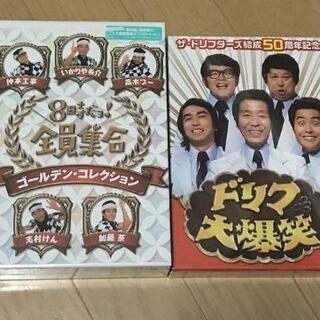 仲本工事
いかりや長介
高木ブー
8時だョ!
全員集合
ゴールデン・コレクション
志村けん
加藤 茶
ザ・ドリフターズ結成50周年記念
ドリフ
大爆笑